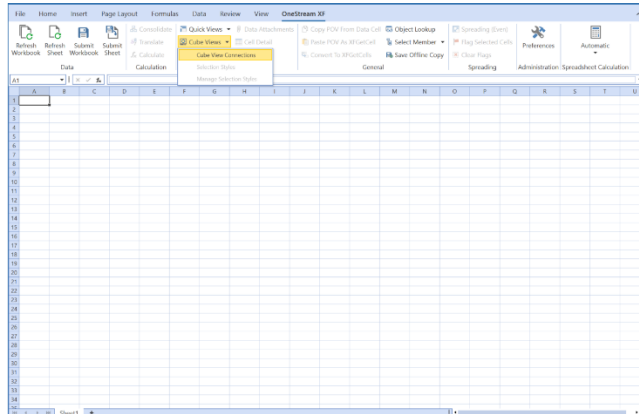 File Home Insert Page Layout Formulas Data Review View OneStream XF
Refresh Workbook
Refresh Sheet
Submit Workbook
Submit Sheet
Data
Consolidate
Translate
Calculate
Calculation
Quick Views
Data Attachments
Cube Views
Cell Detail
Cube View Connections
Selection Styles
Manage Selection Styles
Copy POV From Data Cell
Object Lookup
Paste POV As XFGetCell
Select Member
Convert To XFGetCells
Save Offline Copy
General
Spreading (Even)
Flag Selected Cells
Clear Flags
Spreading
Preferences
Administration
Automatic
Spreadsheet Calculation
A1
A B C D E F G H I J K L M N O P Q R S T U
1
2
3
4
5
6
7
8
9
10
11
12
13
14
15
16
17
18
19
20
21
22
23
24
25
26
27
28
29
30
31
32
33
34
Sheet1